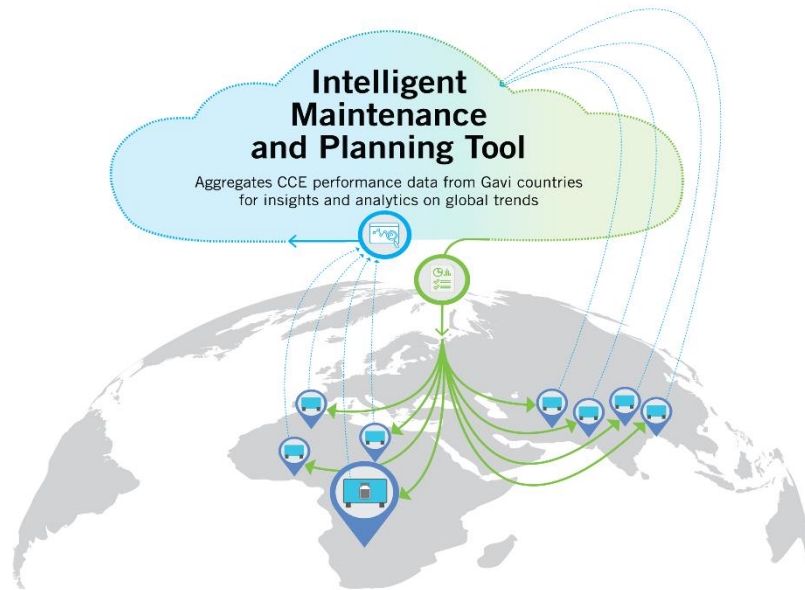 Intelligent
Maintenance
and Planning Tool
Aggregates CCE performance data from Gavi countries
for insights and analytics on global trends